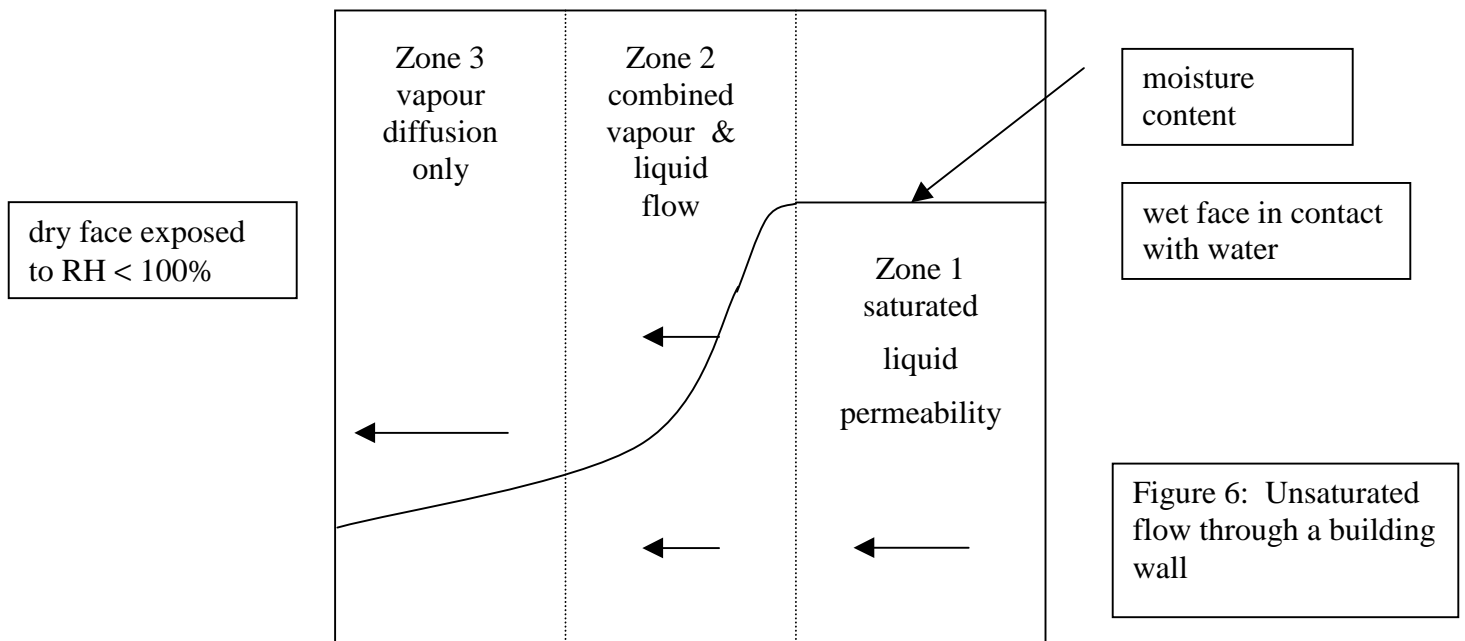 Zone 3
vapour
diffusion
only
Zone 2
combined
vapour &
liquid
flow
moisture
content
dry face exposed
to RH < 100%
wet face in contact
with water
Zone 1
saturated
liquid
permeability
Figure 6: Unsaturated
flow through a building
wall